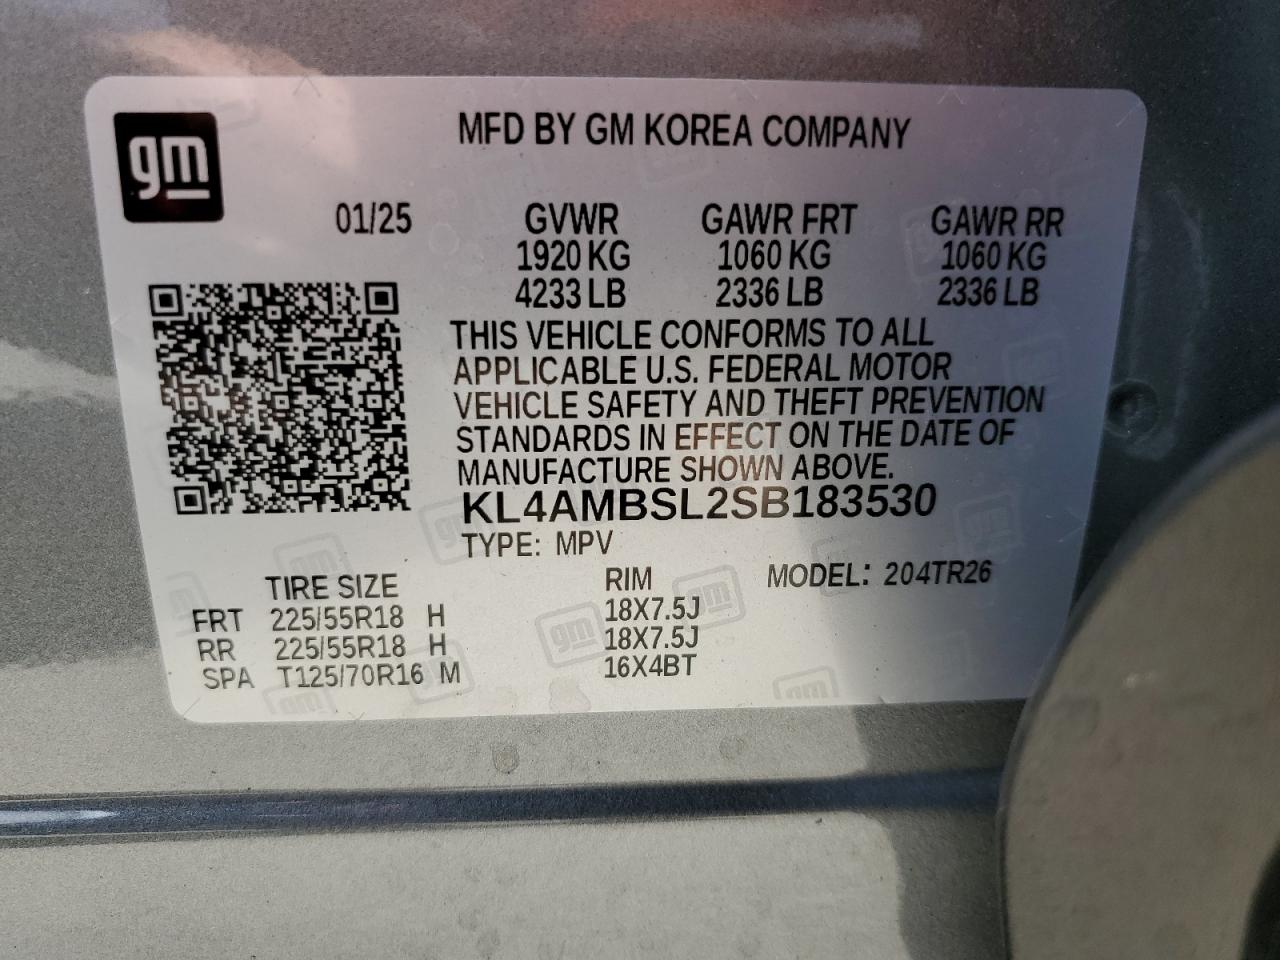 gm
MFD BY GM KOREA COMPANY
01/25 GVWR GAWR FRT GAWR RR
1920 KG 1060 KG 1060 KG
4233 LB 2336 LB 2336 LB
THIS VEHICLE CONFORMS TO ALL
APPLICABLE U.S. FEDERAL MOTOR
VEHICLE SAFETY AND THEFT PREVENTION
STANDARDS IN EFFECT ON THE DATE OF
MANUFACTURE SHOWN ABOVE.
KL4AMBSL2SB183530
TYPE: MPV
MODEL: 204TR26
TIRE SIZE RIM
FRT 225/55R18 H 18X7.5J
RR 225/55R18 H 18X7.5J
SPA T125/70R16 M 16X4BT